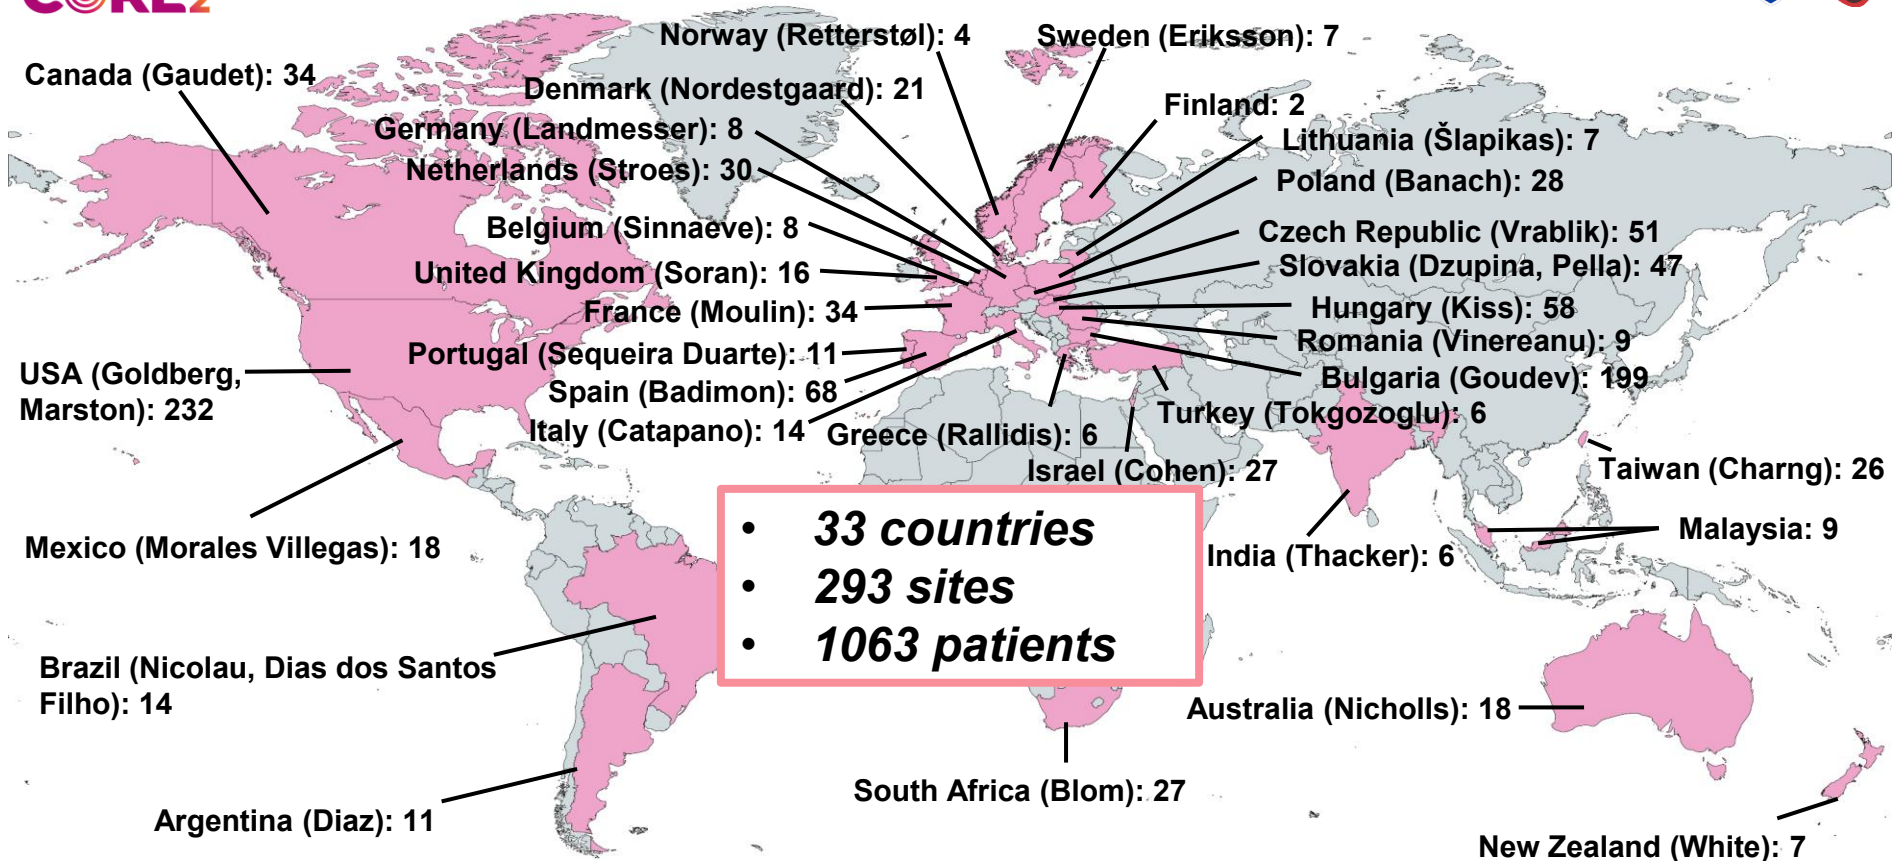 CORE2
Norway (Retterstøl): 4
Sweden (Eriksson): 7
Canada (Gaudet): 34
Denmark (Nordestgaard): 21
Finland: 2
Germany (Landmesser): 8
Lithuania (Šlapikas): 7
Netherlands (Stroes): 30
Poland (Banach): 28
Belgium (Sinnaeve): 8
Czech Republic (Vrablik): 51
United Kingdom (Soran): 16
Slovakia (Dzupina, Pella): 47
France (Moulin): 34
Hungary (Kiss): 58
Portugal (Sequeira Duarte): 11
Romania (Vinereanu): 9
USA (Goldberg,
Marston): 232
Spain (Badimon): 68
Bulgaria (Goudev): 199
Italy (Catapano): 14
Greece (Rallidis): 6
Turkey (Tokgozoglu): 6
Israel (Cohen): 27
Taiwan (Charng): 26
Mexico (Morales Villegas): 18
• 33 countries
• 293 sites
• 1063 patients
India (Thacker): 6
Malaysia: 9
Brazil (Nicolau, Dias dos Santos
Filho): 14
Australia (Nicholls): 18
South Africa (Blom): 27
Argentina (Diaz): 11
New Zealand (White): 7